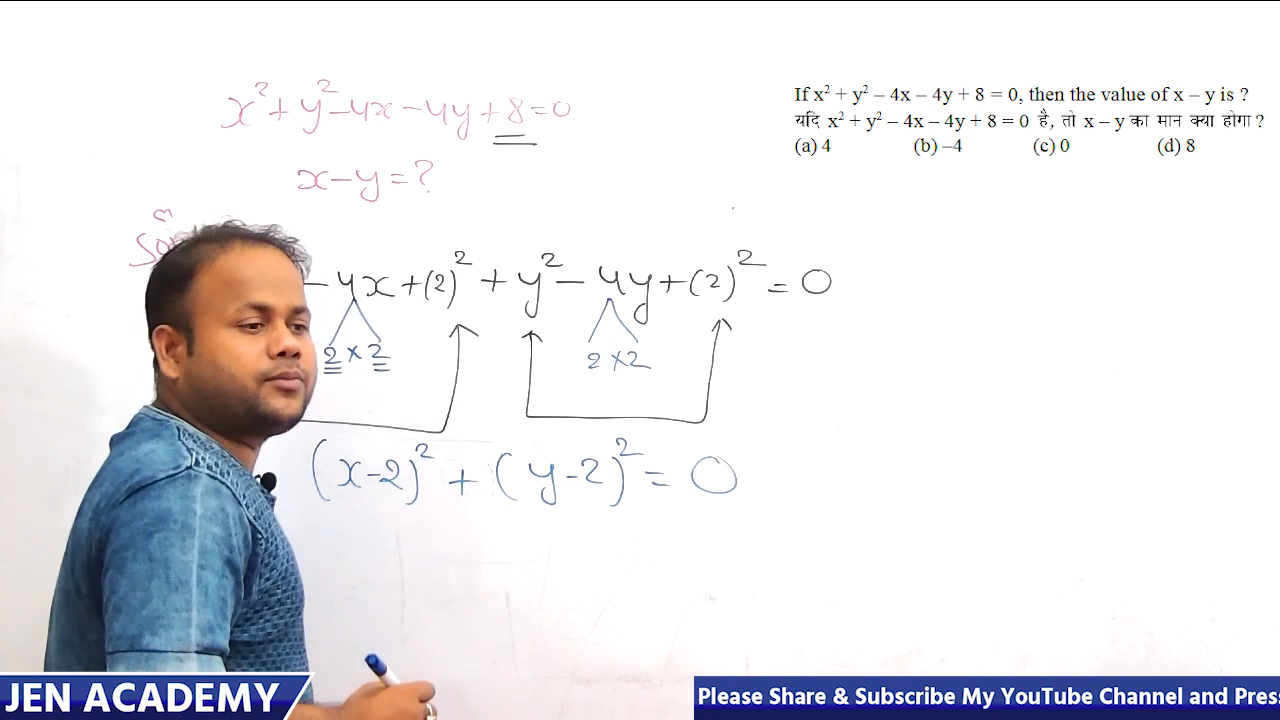 x² + y² – 4x – 4y + 8 = 0
x – y = ?
If x² + y² – 4x – 4y + 8 = 0, then the value of x – y is ?
यदि x² + y² – 4x – 4y + 8 = 0 है, तो x – y का मान क्या होगा ?
(a) 4 (b) –4 (c) 0 (d) 8
– 4x + (2)² + y² – 4y + (2)² = 0
2 × 2 2 × 2
(x – 2)² + (y – 2)² = 0
JEN ACADEMY
Please Share & Subscribe My YouTube Channel and